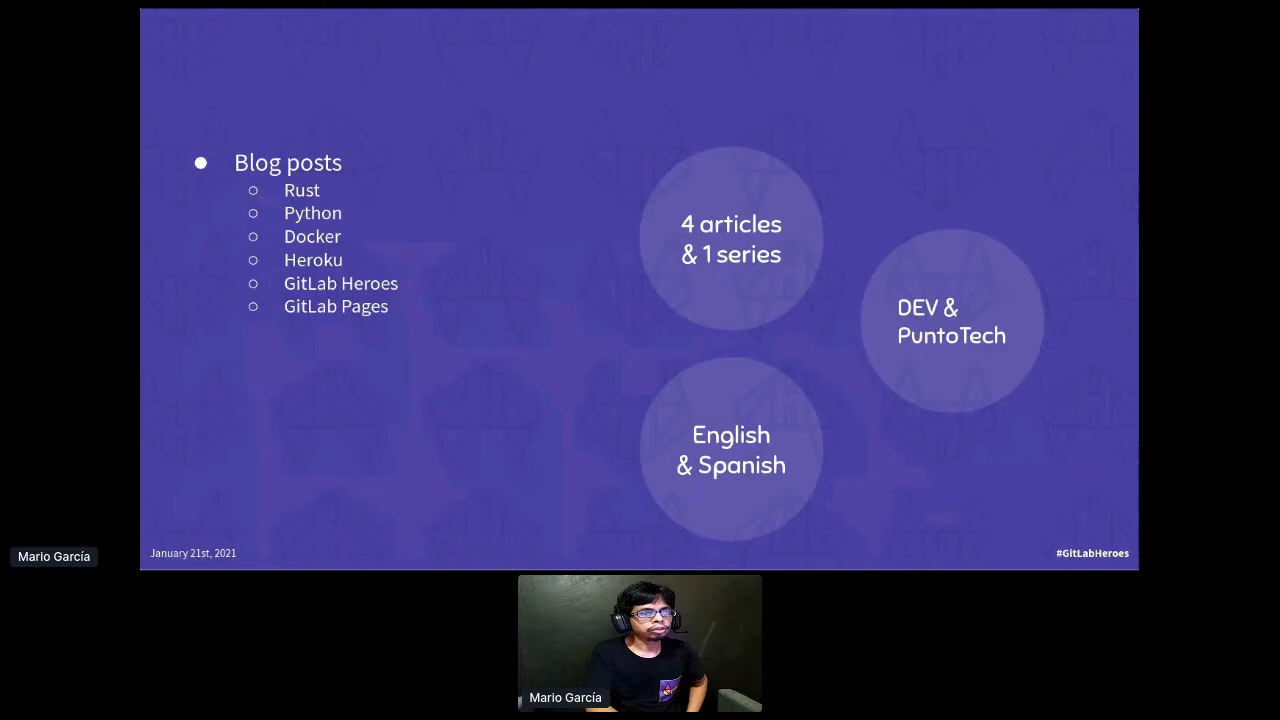 Blog posts
Rust
Python
Docker
Heroku
GitLab Heroes
GitLab Pages
4 articles
& 1 series
DEV &
PuntoTech
English
& Spanish
January 21st, 2021
#GitLabHeroes
Mario García
Mario García